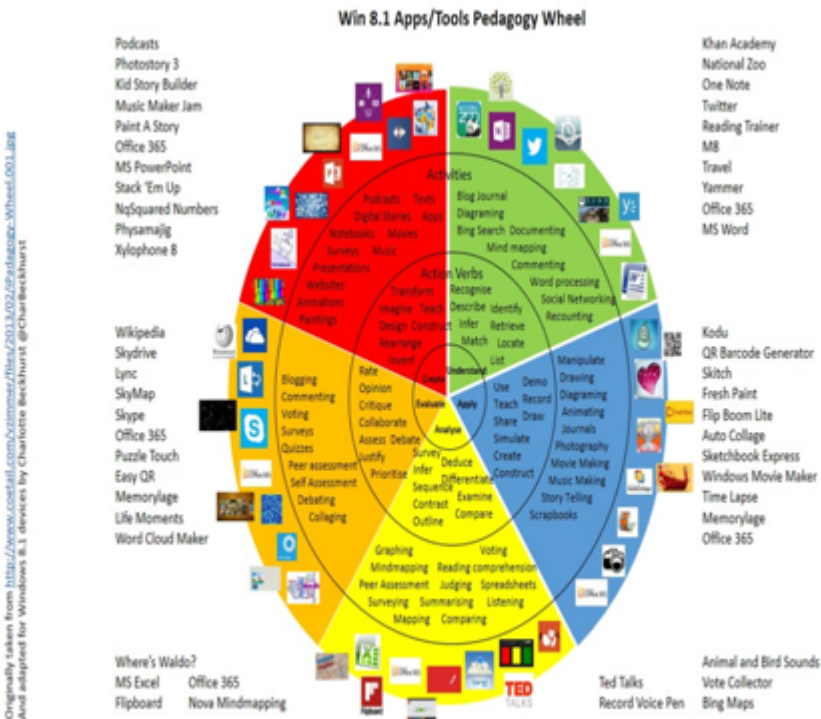 Win 8.1 Apps/Tools Pedagogy Wheel
Podcasts
Photostory 3
Kid Story Builder
Music Maker Jam
Paint A Story
Office 365
MS PowerPoint
Stack 'Em Up
NqSquared Numbers
Physamajig
Xylophone 8
Khan Academy
National Zoo
One Note
Twitter
Reading Trainer
M8
Travel
Yammer
Office 365
MS Word
Activities
Podcasts Texts
Digital Stories Apps
Notebooks Movies
Surveys Music
Presentations
Websites
Animations
Paintings
Blog Journal
Diagraming
Bing Search Documenting
Mind mapping
Commenting
Word processing
Social Networking
Recounting
Action Verbs
Transform
Imagine Teach
Design Construct
Rearrange
Invent
Recognise
Describe Identify
Infer Retrieve
Match Locate
List
Create
Understand
Evaluate
Apply
Analyse
Wikipedia
Skydrive
Lync
SkyMap
Skype
Office 365
Puzzle Touch
Easy QR
Memorylage
Life Moments
Word Cloud Maker
Blogging
Commenting
Voting
Surveys
Quizzes
Peer assessment
Self Assessment
Debating
Collaging
Rate
Opinion
Critique
Collaborate
Assess Debate
Justify
Prioritise
Use Demo
Teach Record
Share Draw
Simulate
Create
Construct
Manipulate
Drawing
Diagraming
Animating
Journals
Photography
Movie Making
Music Making
Story Telling
Scrapbooks
Kodu
QR Barcode Generator
Skitch
Fresh Paint
Flip Boom Lite
Auto Collage
Sketchbook Express
Windows Movie Maker
Time Lapse
Memorylage
Office 365
Survey
Infer Deduce
Sequence Differentiate
Contrast Examine
Outline Compare
Graphing Voting
Mindmapping Reading comprehension
Peer Assessment Judging Spreadsheets
Surveying Summarising Listening
Mapping Comparing
Where's Waldo?
MS Excel Office 365
Flipboard Nova Mindmapping
Flipboard
TED
TALKS
Ted Talks
Record Voice Pen
Animal and Bird Sounds
Vote Collector
Bing Maps
Originally taken from http://www.coetail.com/vzimmer/files/2013/02/iPadagogy-Wheel.001.jpg
And adapted for Windows 8.1 devices by Charlotte Beckhurst @CharBeckhurst